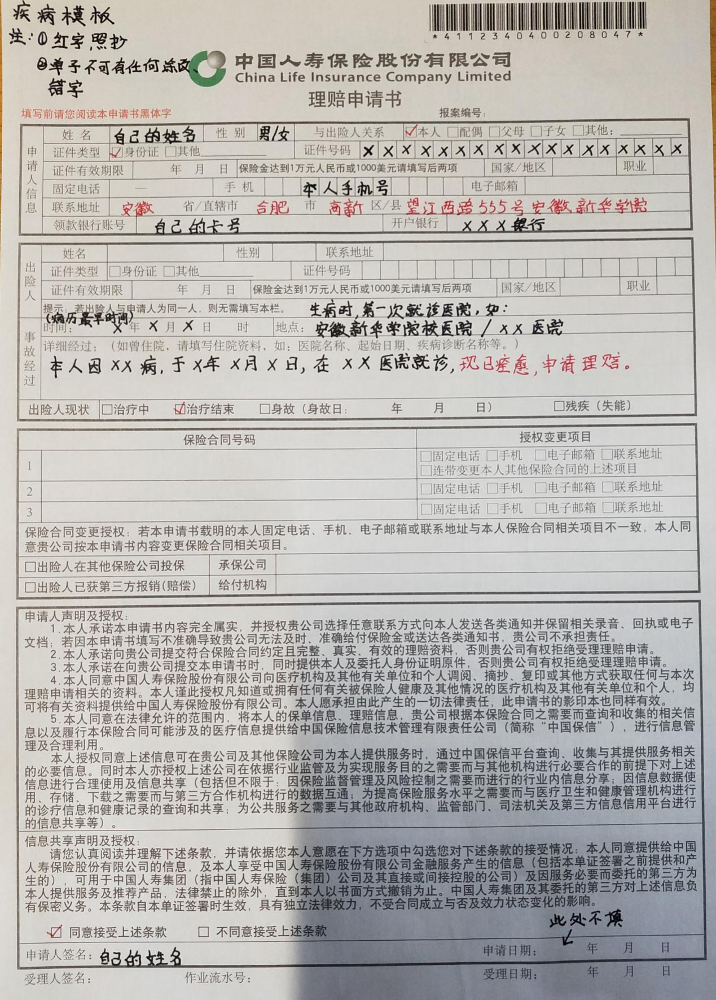 疾病模板
注:①红字,照抄
②单子不可有任何涂改、
错字
*4112340400208047*
中国人寿保险股份有限公司
China Life Insurance Company Limited
理赔申请书
填写前请您阅读本申请书黑体字
报案编号:
申请人信息
姓 名 自己的姓名 性 别 男/女 与出险人关系 ☑本人 □配偶 □父母 □子女 □其他:
证件类型 ☑身份证 □其他 证件号码 X X X X X X X X X X X X X X X X X X
证件有效期限 年 月 日 保险金达到1万元人民币或1000美元请填写后两项 国家/地区 职业
固定电话 — 手 机 本人手机号 电子邮箱
联系地址 安徽 省/直辖市 合肥 市 高新 区/县 望江西路555号安徽新华学院
领款银行账号 自己的卡号 开户银行 XXX银行
出险人
姓名 性别 联系地址
证件类型 □身份证 □其他 证件号码
证件有效期限 年 月 日 保险金达到1万元人民币或1000美元请填写后两项 国家/地区 职业
提示:若出险人与申请人为同一人,则无需填写本栏。 生病时,第一次就诊医院,如:
(病历最早时间)
事故经过
时间: X 年 X 月 X 日 时 地点: 安徽新华学院校医院 / XX 医院
详细经过:(如曾住院,请填写住院资料,如:医院名称、起始日期、疾病诊断名称等。)
本人因 XX 病,于 X年 X月 X日,在 XX 医院就诊,现已痊愈,申请理赔。
出险人现状 □治疗中 ☑治疗结束 □身故(身故日: 年 月 日) □残疾(失能)
保险合同号码 授权变更项目
1 □固定电话 □手机 □电子邮箱 □联系地址
□连带变更本人其他保险合同的上述项目
2 □固定电话 □手机 □电子邮箱 □联系地址
3 □固定电话 □手机 □电子邮箱 □联系地址
保险合同变更授权:若本申请书载明的本人固定电话、手机、电子邮箱或联系地址与本人保险合同相关项目不一致,本人同
意贵公司按本申请书内容变更保险合同相关项目。
□出险人在其他保险公司投保 承保公司
□出险人已获第三方报销(赔偿) 给付机构
申请人声明及授权:
1.本人承诺本申请书内容完全属实,并授权贵公司选择任意联系方式向本人发送各类通知并保留相关录音、回执或电子
文档;若因本申请书填写不准确导致贵公司无法及时、准确给付保险金或送达各类通知书,贵公司不承担责任。
2.本人承诺向贵公司提交符合保险合同约定且完整、真实、有效的理赔资料,否则贵公司有权拒绝受理理赔申请。
3.本人承诺在向贵公司提交本申请书时,同时提供本人及委托人身份证明原件,否则贵公司有权拒绝受理理赔申请。
4.本人同意中国人寿保险股份有限公司向医疗机构及其他有关单位和个人调阅、摘抄、复印或其他方式获取任何与本次
理赔申请相关的资料。本人谨此授权凡知道或拥有任何有关被保险人健康及其他情况的医疗机构及其他有关单位和个人,均
可将有关资料提供给中国人寿保险股份有限公司。本人愿承担由此产生的一切法律责任,此申请书的影印本也同样有效。
5.本人同意在法律允许的范围内,将本人的保单信息、理赔信息,贵公司根据本保险合同之需要而查询和收集的相关信
息以及履行本保险合同可能涉及的医疗信息提供给中国保险信息技术管理有限责任公司(简称“中国保信”),进行信息管
理及合理利用。
本人授权同意上述信息可在贵公司及其他保险公司为本人提供服务时,通过中国保信平台查询、收集与其提供服务相关
的必要信息。同时本人亦授权上述公司在依据行业监管及为实现服务目的之需要而与其他机构进行必要合作的前提下对上述
信息进行合理使用及信息共享(包括但不限于:因保险监督管理及风险控制之需要而进行的行业内信息分享;因信息数据使
用、存储、下载之需要而与第三方合作机构进行的数据互通;为提高保险服务水平之需要而与医疗卫生和健康管理机构进行
的诊疗信息和健康记录的查询和共享;为公共服务之需要与其他政府机构、监管部门、司法机关及第三方信息信用平台进行
的信息共享等)。
信息共享声明及授权:
请您认真阅读并理解下述条款,并请依据您本人意愿在下方选项中勾选您对下述条款的接受情况:本人同意提供给中国
人寿保险股份有限公司的信息,及本人享受中国人寿保险股份有限公司金融服务产生的信息(包括本单证签署之前提供和产
生的),可用于中国人寿集团(指中国人寿保险(集团)公司及其直接或间接控股的公司)及因服务必要而委托的第三方为
本人提供服务及推荐产品,法律禁止的除外,直到本人以书面方式撤销为止。中国人寿集团及其委托的第三方对上述信息负
有保密义务。本条款自本单证签署时生效,具有独立法律效力,不受合同成立与否及效力状态变化的影响。
此处不填
☑ 同意接受上述条款 □ 不同意接受上述条款
申请人签名: 自己的姓名 申请日期: 年 月 日
受理人签名: 作业流水号: 受理日期: 年 月 日